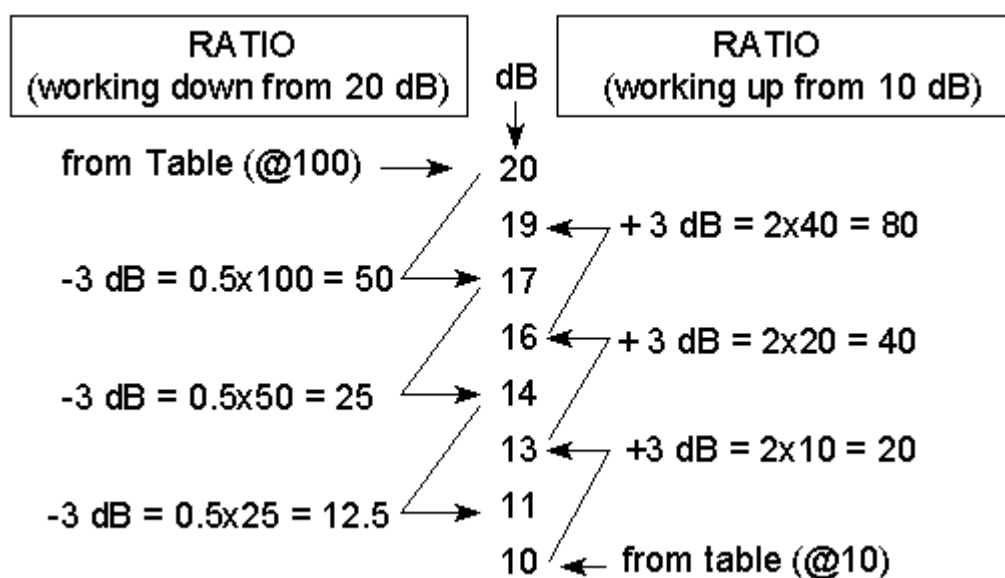 RATIO
(working down from 20 dB)
dB
RATIO
(working up from 10 dB)
from Table (@100)
20
19
+ 3 dB = 2x40 = 80
-3 dB = 0.5x100 = 50
17
16
+ 3 dB = 2x20 = 40
-3 dB = 0.5x50 = 25
14
13
+3 dB = 2x10 = 20
-3 dB = 0.5x25 = 12.5
11
10
from table (@10)